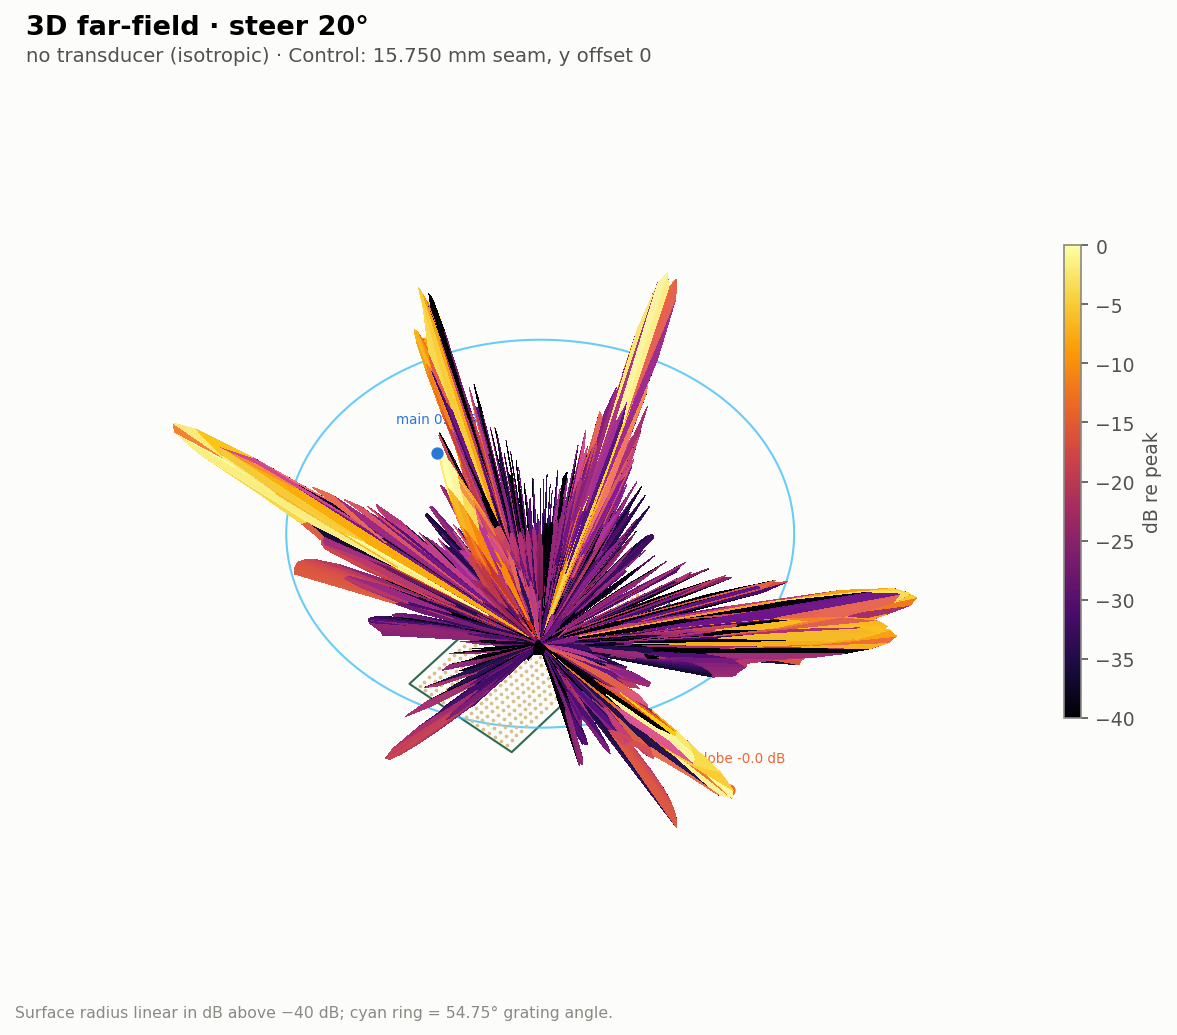 3D far-field · steer 20°
no transducer (isotropic) · Control: 15.750 mm seam, y offset 0
main
lobe -0.0 dB
0
−5
−10
−15
−20
−25
−30
−35
−40
dB re peak
Surface radius linear in dB above −40 dB; cyan ring = 54.75° grating angle.